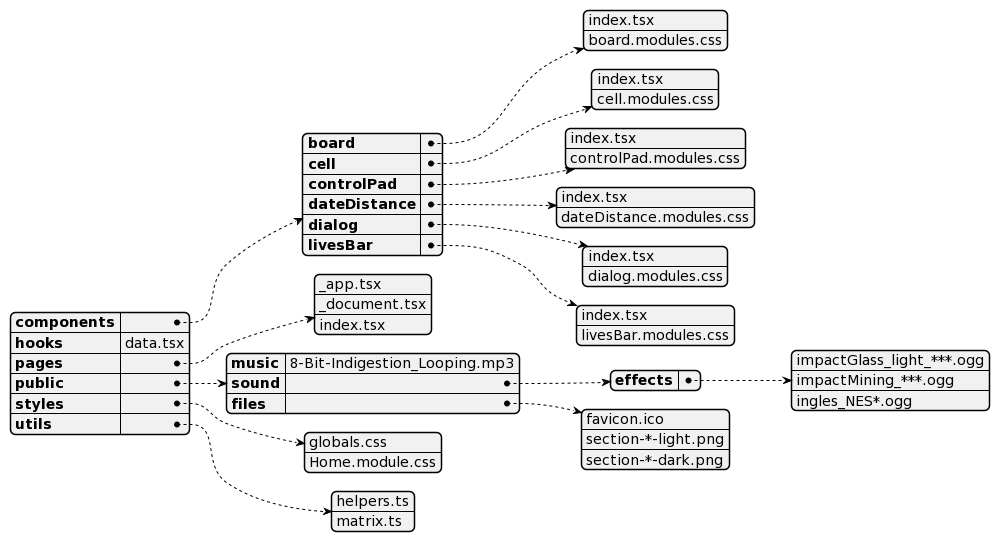 components
hooks data.tsx
pages
public
styles
utils
board
cell
controlPad
dateDistance
dialog
livesBar
index.tsx
board.modules.css
index.tsx
cell.modules.css
index.tsx
controlPad.modules.css
index.tsx
dateDistance.modules.css
index.tsx
dialog.modules.css
index.tsx
livesBar.modules.css
_app.tsx
_document.tsx
index.tsx
music 8-Bit-Indigestion_Looping.mp3
sound
files
effects
impactGlass_light_***.ogg
impactMining_***.ogg
ingles_NES*.ogg
favicon.ico
section-*-light.png
section-*-dark.png
globals.css
Home.module.css
helpers.ts
matrix.ts